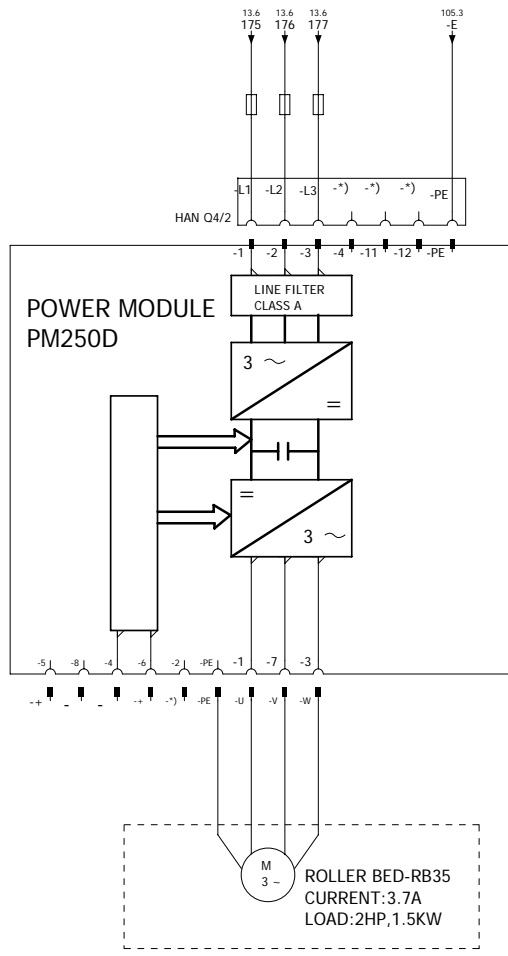 13.6 13.6 13.6 105.3
175 176 177 -E
-L1 -L2 -L3 -*) -*) -*) -PE
HAN Q4/2
-1 -2 -3 -4 -11 -12 -PE
LINE FILTER
CLASS A
POWER MODULE
PM250D
3 ~
=
=
3 ~
-5 -8 -4 -6 -2 -PE -1 -7 -3
-+ - - -+ -*) -PE -U -V -W
M
3 ~
ROLLER BED-RB35
CURRENT:3.7A
LOAD:2HP,1.5KW